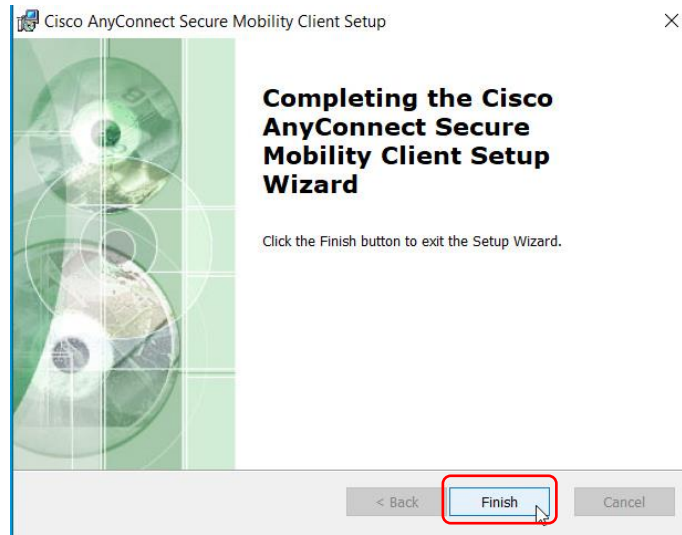 Cisco AnyConnect Secure Mobility Client Setup
Completing the Cisco
AnyConnect Secure
Mobility Client Setup
Wizard
Click the Finish button to exit the Setup Wizard.
< Back
Finish
Cancel